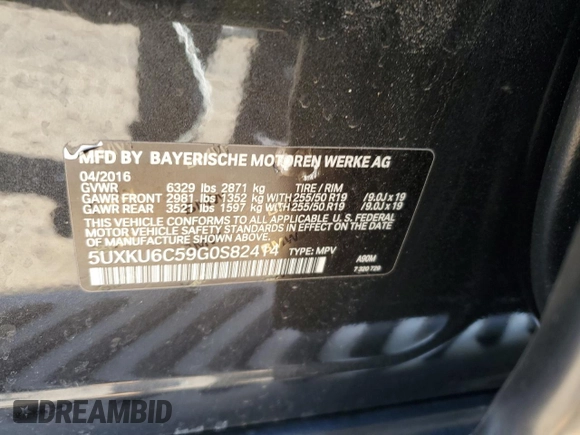 MFD BY BAYERISCHE MOTOREN WERKE AG
04/2016
GVWR 6329 lbs 2871 kg TIRE / RIM
GAWR FRONT 2981 lbs 1352 kg WITH 255/50 R19 /9.0J x 19
GAWR REAR 3521 lbs 1597 kg WITH 255/50 R19 /9.0J x 19
THIS VEHICLE CONFORMS TO ALL APPLICABLE U. S. FEDERAL
MOTOR VEHICLE SAFETY STANDARDS IN EFFECT
ON THE DATE OF MANUFACTURE SHOWN ABOVE.
5UXKU6C59G0S82414 TYPE: MPV A90M
7 300 726
DREAMBID